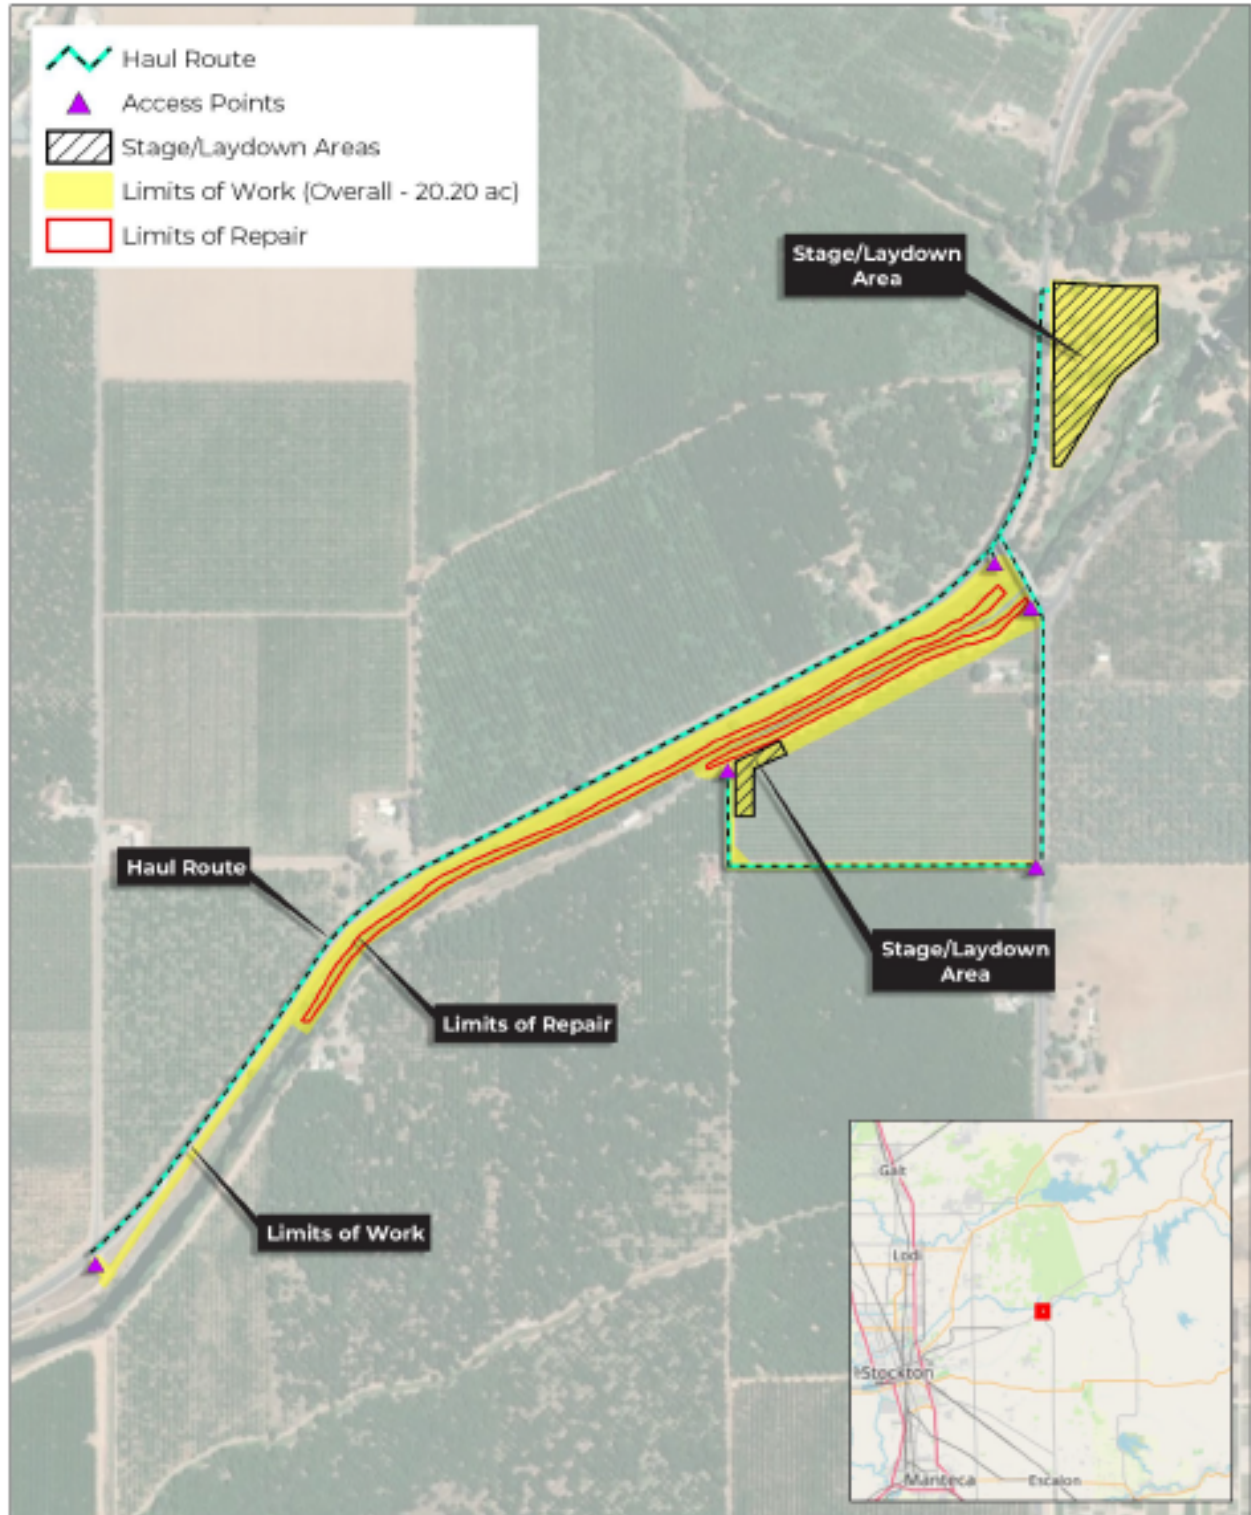 Haul Route
Access Points
Stage/Laydown Areas
Limits of Work (Overall - 20.20 ac)
Limits of Repair
Stage/Laydown
Area
Haul Route
Stage/Laydown
Area
Limits of Repair
Limits of Work
Galt
Lodi
Stockton
Manteca
Escalon